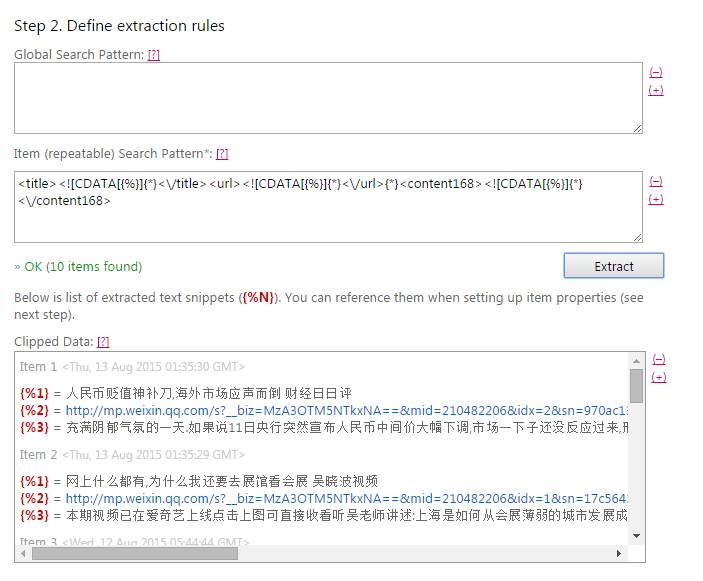 Step 2. Define extraction rules
Global Search Pattern: [?]
(–)
(+)
Item (repeatable) Search Pattern*: [?]
<title><![CDATA[{%}]{*}<\/title><url><![CDATA[{%}]{*}<\/url>{*}<content168><![CDATA[{%}]{*}
<\/content168>
(–)
(+)
» OK (10 items found)
Extract
Below is list of extracted text snippets ({%N}). You can reference them when setting up item properties (see
next step).
Clipped Data: [?]
(–)
(+)
Item 1 <Thu, 13 Aug 2015 01:35:30 GMT>
{%1} = 人民币贬值神补刀,海外市场应声而倒 财经日日评
{%2} = http://mp.weixin.qq.com/s?__biz=MzA3OTM5NTkxNA==&mid=210482206&idx=2&sn=970ac1
{%3} = 充满阴郁气氛的一天.如果说11日央行突然宣布人民币中间价大幅下调,市场一下子还没反应过来,
Item 2 <Thu, 13 Aug 2015 01:35:29 GMT>
{%1} = 网上什么都有,为什么我还要去展馆看会展 吴晓波视频
{%2} = http://mp.weixin.qq.com/s?__biz=MzA3OTM5NTkxNA==&mid=210482206&idx=1&sn=17c564
{%3} = 本期视频已在爱奇艺上线点击上图可直接收看听吴老师讲述:上海是如何从会展薄弱的城市发展成
Item 3 <Wed, 12 Aug 2015 05:44:44 GMT>